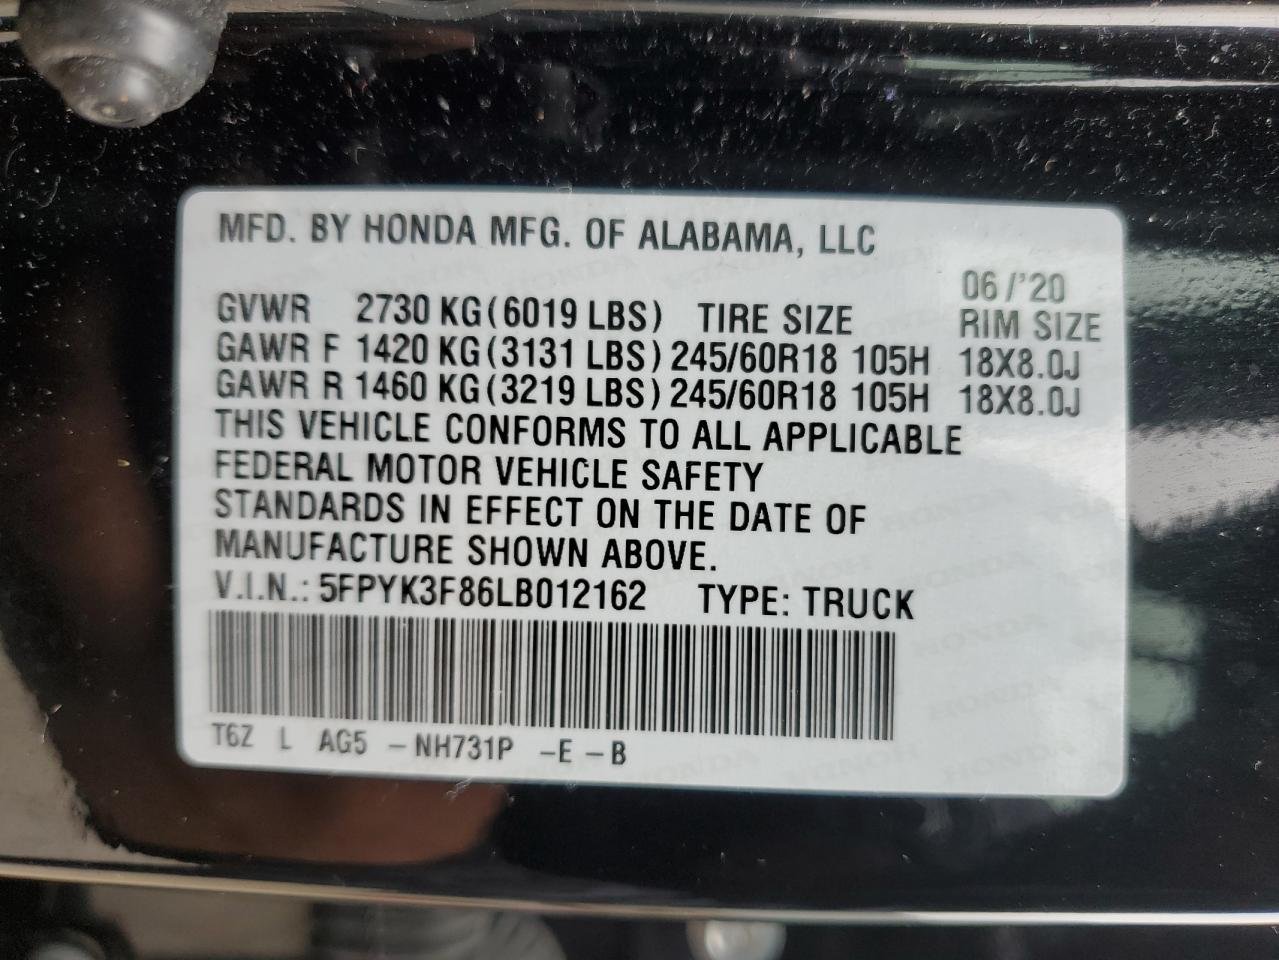 MFD. BY HONDA MFG. OF ALABAMA, LLC
06/'20
GVWR 2730 KG(6019 LBS) TIRE SIZE RIM SIZE
GAWR F 1420 KG(3131 LBS) 245/60R18 105H 18X8.0J
GAWR R 1460 KG(3219 LBS) 245/60R18 105H 18X8.0J
THIS VEHICLE CONFORMS TO ALL APPLICABLE
FEDERAL MOTOR VEHICLE SAFETY
STANDARDS IN EFFECT ON THE DATE OF
MANUFACTURE SHOWN ABOVE.
V.I.N.: 5FPYK3F86LB012162 TYPE: TRUCK
T6Z L AG5 -NH731P -E -B